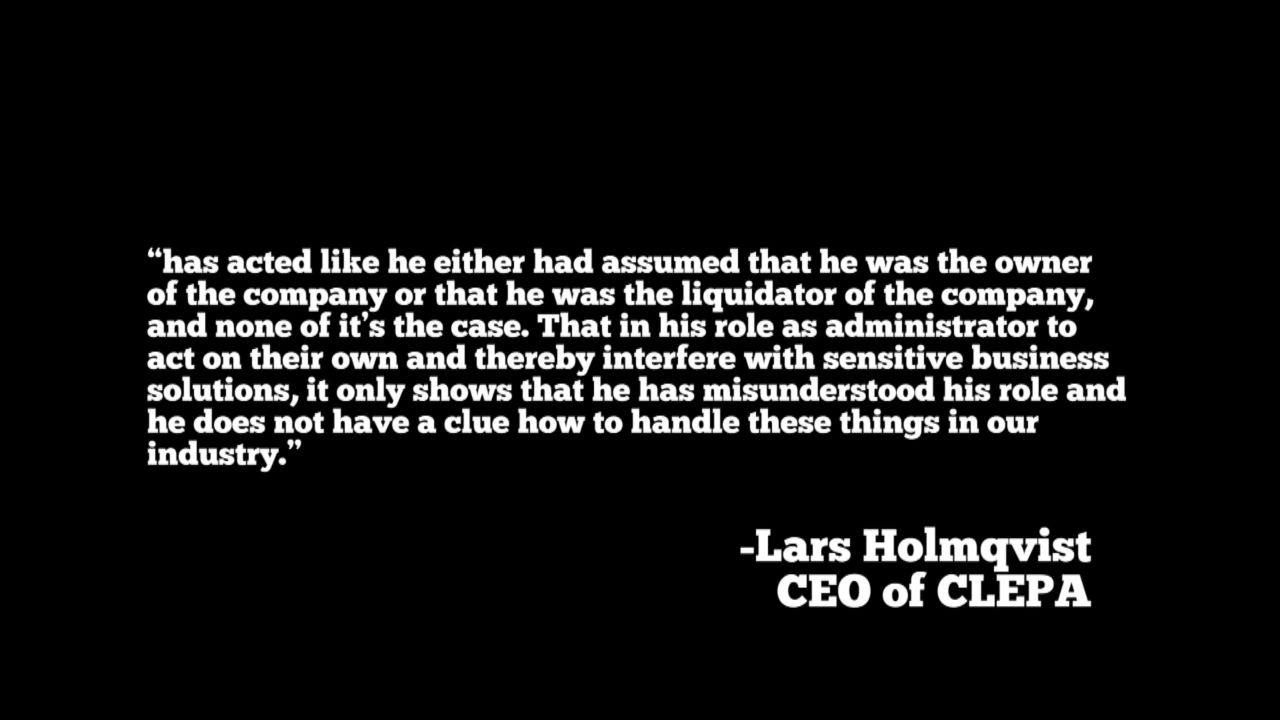 “has acted like he either had assumed that he was the owner
of the company or that he was the liquidator of the company,
and none of it’s the case. That in his role as administrator to
act on their own and thereby interfere with sensitive business
solutions, it only shows that he has misunderstood his role and
he does not have a clue how to handle these things in our
industry.”
-Lars Holmqvist
CEO of CLEPA